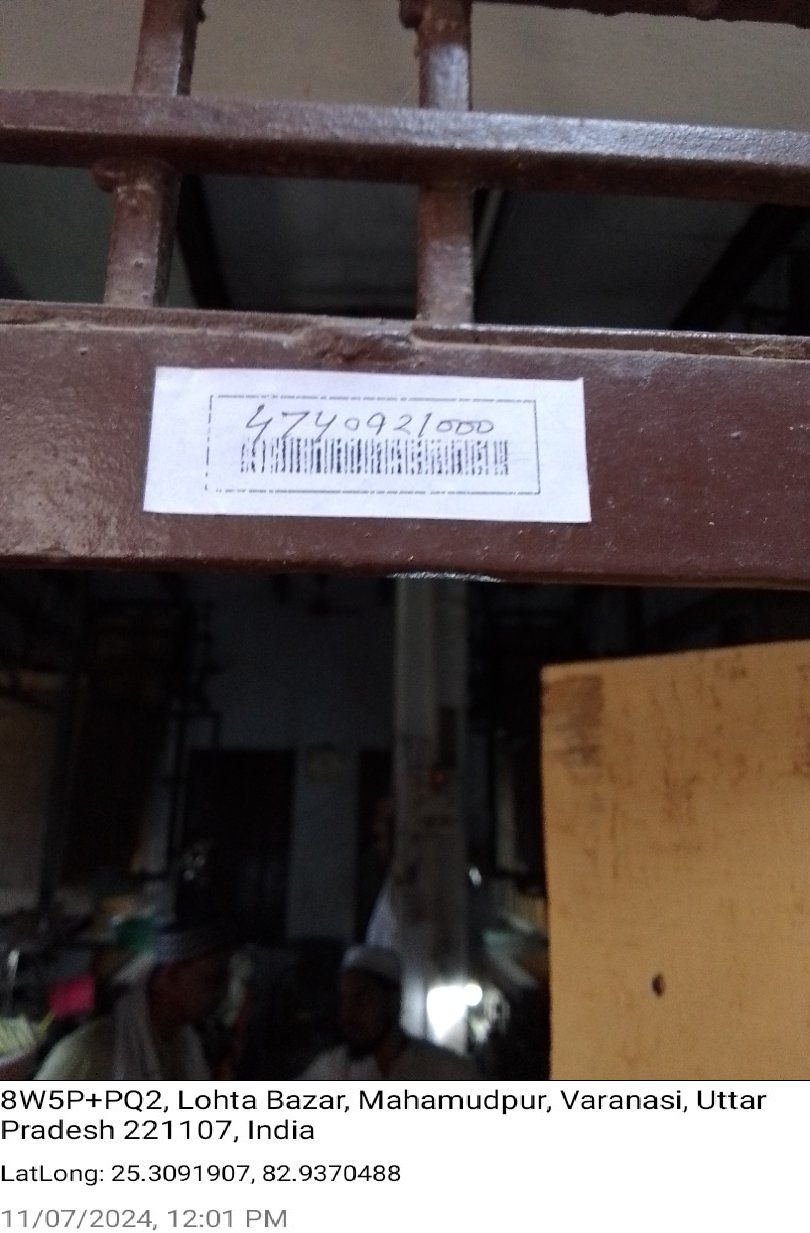 4740921000
8W5P+PQ2, Lohta Bazar, Mahamudpur, Varanasi, Uttar
Pradesh 221107, India
LatLong: 25.3091907, 82.9370488
11/07/2024, 12:01 PM